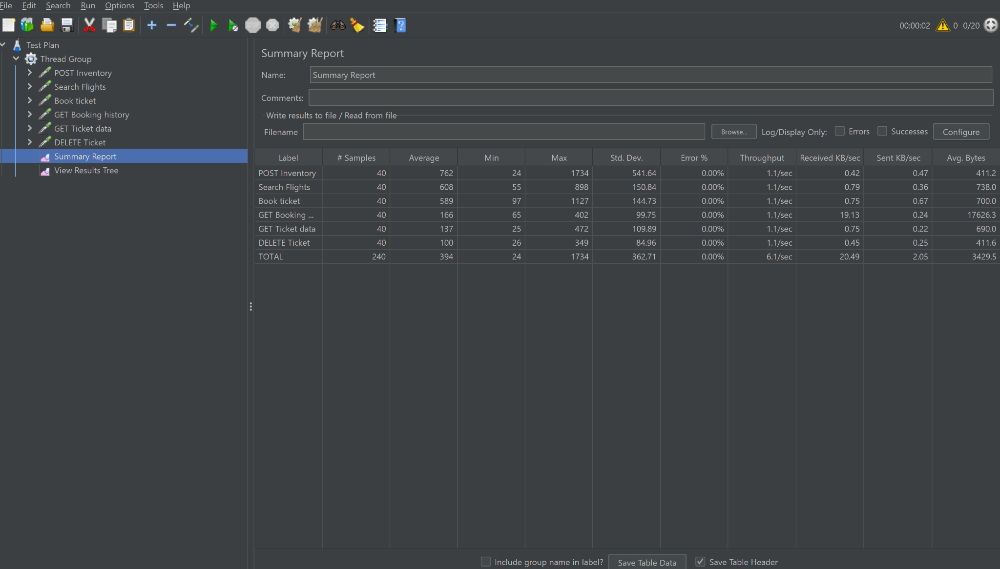 File Edit Search Run Options Tools Help
STOP ? 00:00:02 0 0/20
Test Plan
Thread Group
POST Inventory
Search Flights
Book ticket
GET Booking history
GET Ticket data
DELETE Ticket
Summary Report
View Results Tree
Summary Report
Name: Summary Report
Comments:
Write results to file / Read from file
Filename Browse... Log/Display Only: Errors Successes Configure
Label # Samples Average Min Max Std. Dev. Error % Throughput Received KB/sec Sent KB/sec Avg. Bytes
POST Inventory 40 762 24 1734 541.64 0.00% 1.1/sec 0.42 0.47 411.2
Search Flights 40 608 55 898 150.84 0.00% 1.1/sec 0.79 0.36 738.0
Book ticket 40 589 97 1127 144.73 0.00% 1.1/sec 0.75 0.67 700.0
GET Booking ... 40 166 65 402 99.75 0.00% 1.1/sec 19.13 0.24 17626.3
GET Ticket data 40 137 25 472 109.89 0.00% 1.1/sec 0.75 0.22 690.0
DELETE Ticket 40 100 26 349 84.96 0.00% 1.1/sec 0.45 0.25 411.6
TOTAL 240 394 24 1734 362.71 0.00% 6.1/sec 20.49 2.05 3429.5
Include group name in label? Save Table Data Save Table Header